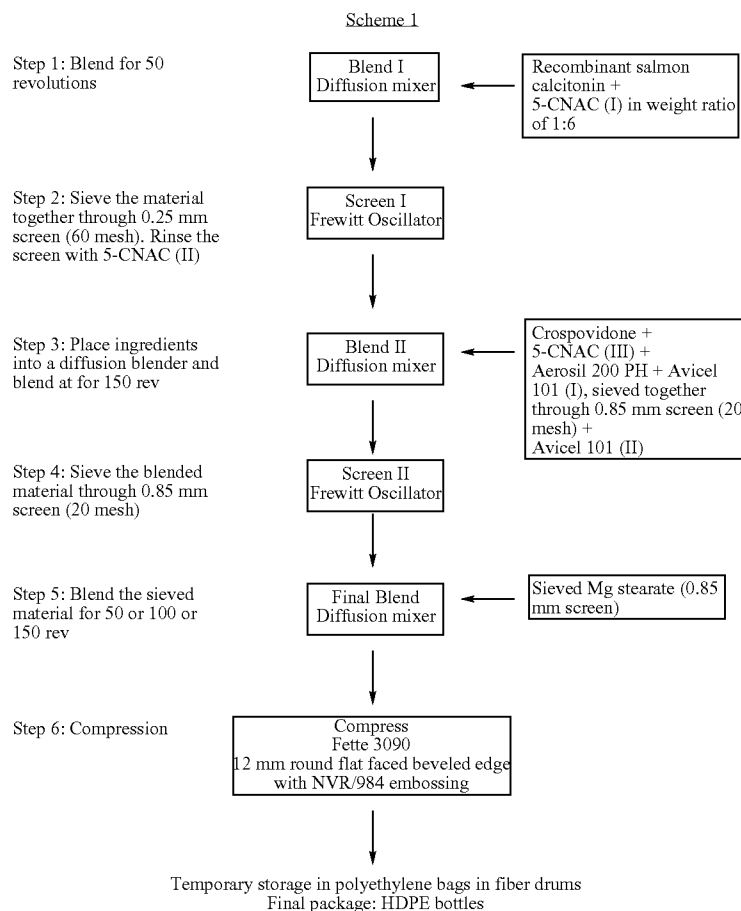 Scheme 1
Step 1: Blend for 50
revolutions
Blend I
Diffusion mixer
Recombinant salmon
calcitonin +
5-CNAC (I) in weight ratio
of 1:6
Step 2: Sieve the material
together through 0.25 mm
screen (60 mesh). Rinse the
screen with 5-CNAC (II)
Screen I
Frewitt Oscillator
Step 3: Place ingredients
into a diffusion blender and
blend at for 150 rev
Blend II
Diffusion mixer
Crospovidone +
5-CNAC (III) +
Aerosil 200 PH + Avicel
101 (I), sieved together
through 0.85 mm screen (20
mesh) +
Avicel 101 (II)
Step 4: Sieve the blended
material through 0.85 mm
screen (20 mesh)
Screen II
Frewitt Oscillator
Step 5: Blend the sieved
material for 50 or 100 or
150 rev
Final Blend
Diffusion mixer
Sieved Mg stearate (0.85
mm screen)
Step 6: Compression
Compress
Fette 3090
12 mm round flat faced beveled edge
with NVR/984 embossing
Temporary storage in polyethylene bags in fiber drums
Final package: HDPE bottles